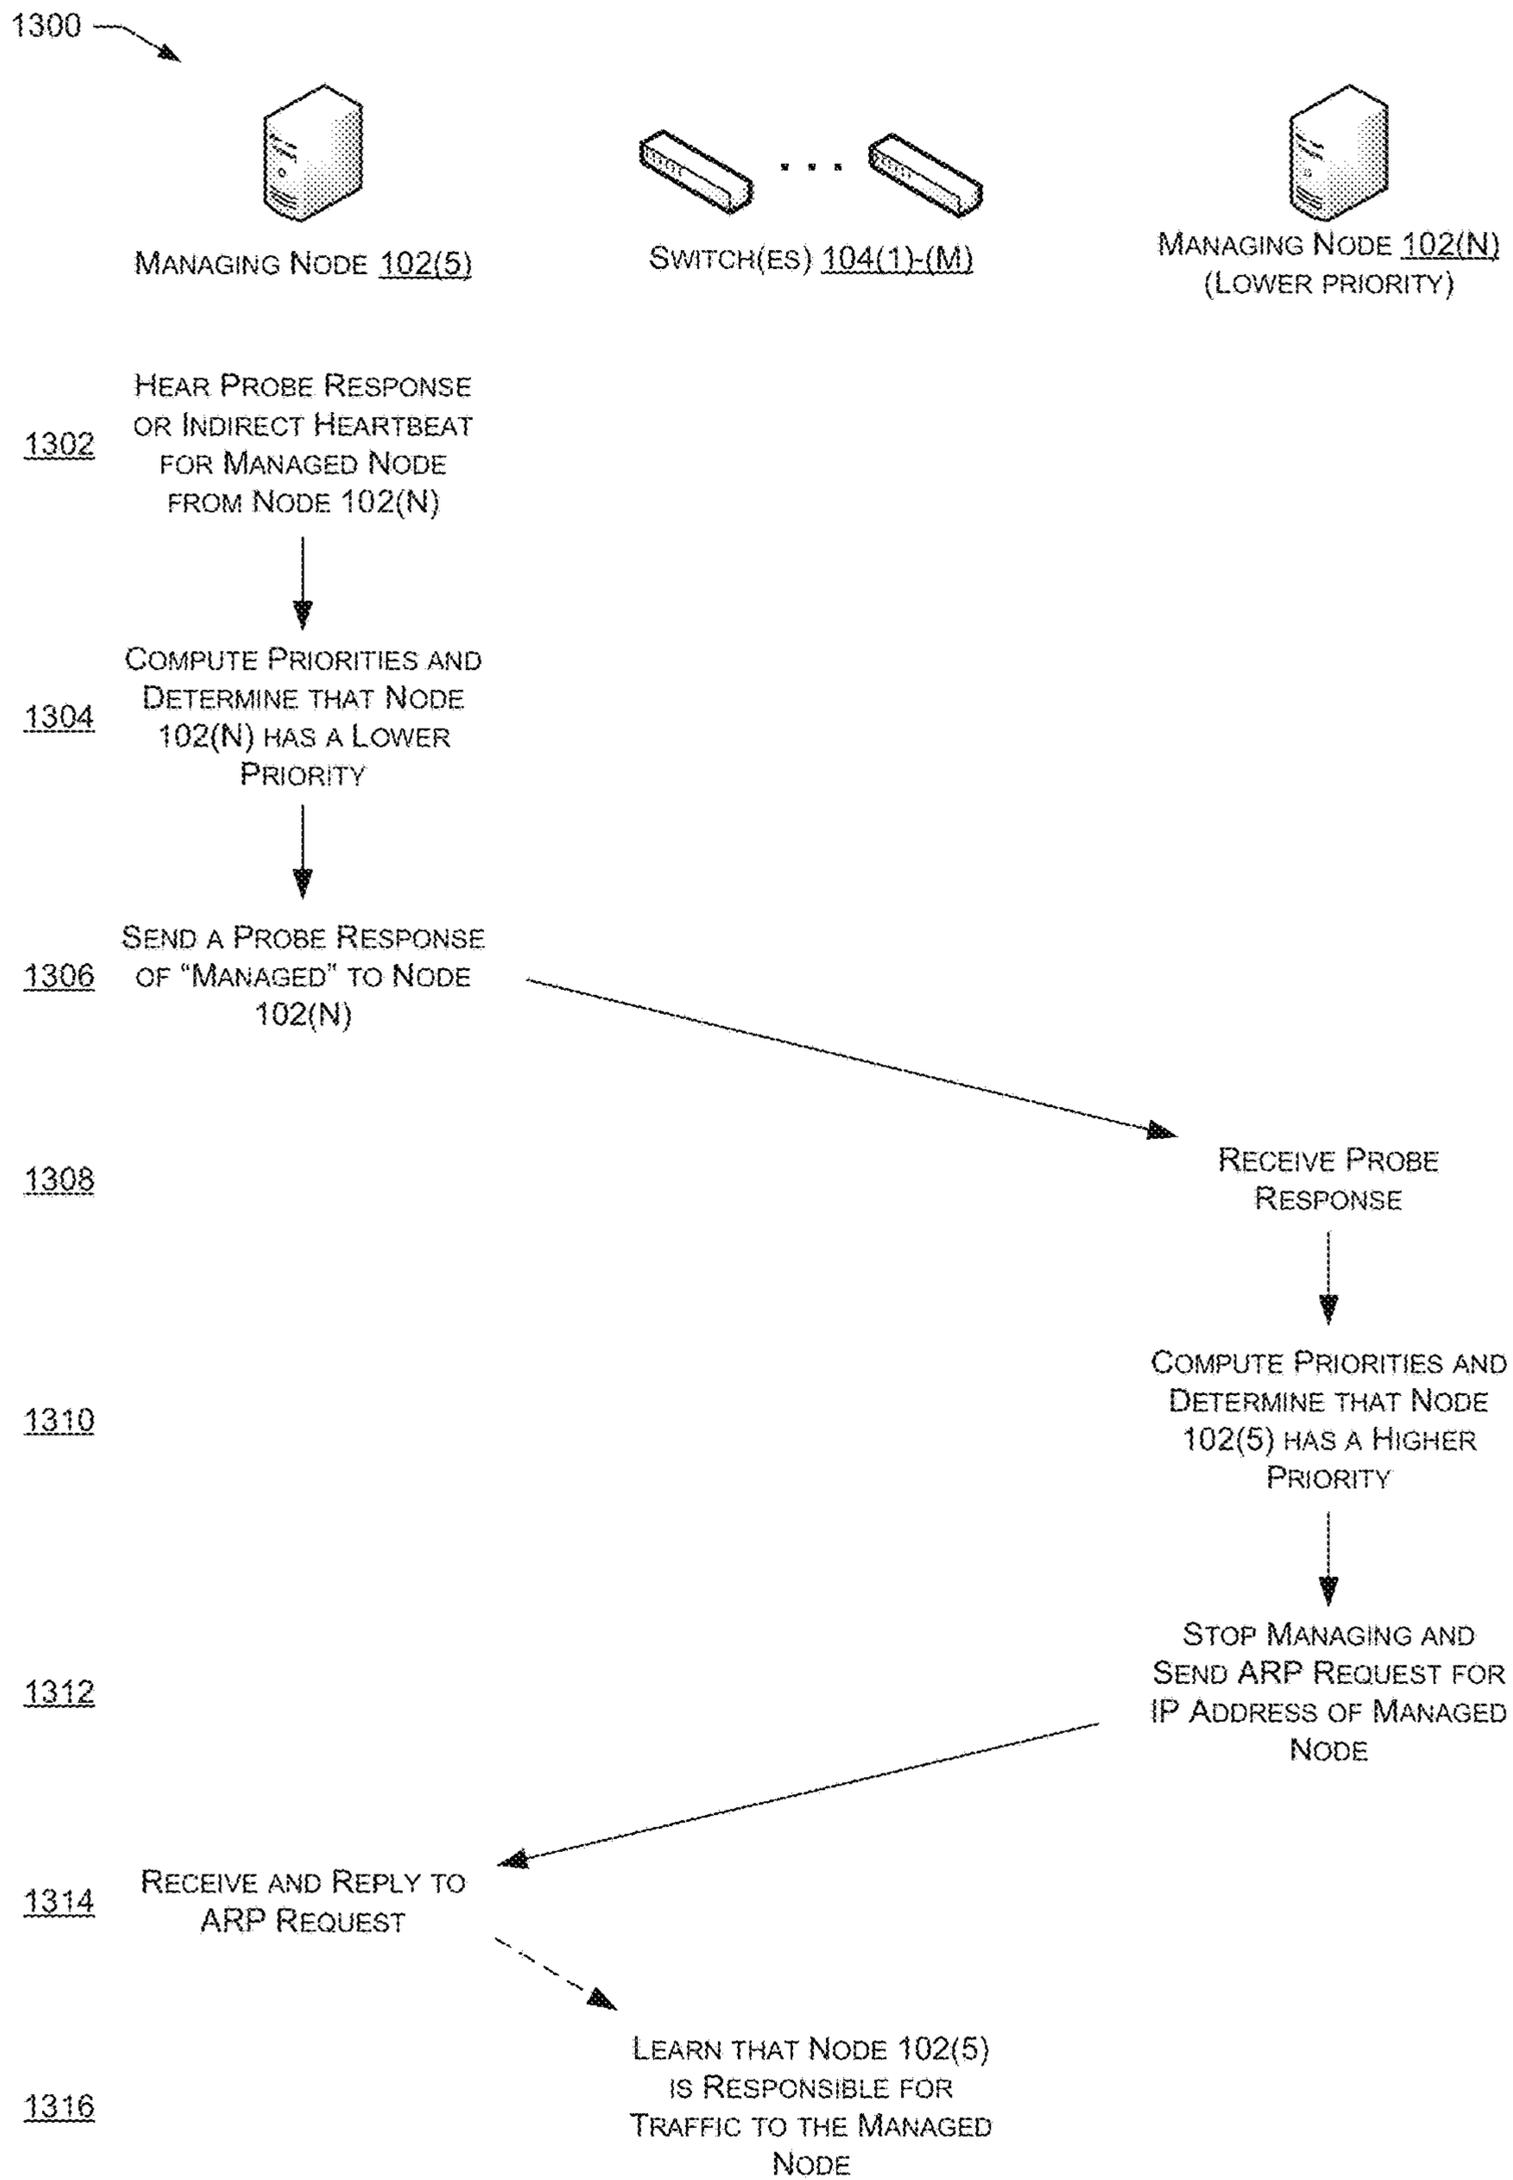 1300
MANAGING NODE 102(5)
SWITCH(ES) 104(1)-(M)
MANAGING NODE 102(N)
(LOWER PRIORITY)
1302
HEAR PROBE RESPONSE
OR INDIRECT HEARTBEAT
FOR MANAGED NODE
FROM NODE 102(N)
1304
COMPUTE PRIORITIES AND
DETERMINE THAT NODE
102(N) HAS A LOWER
PRIORITY
1306
SEND A PROBE RESPONSE
OF “MANAGED” TO NODE
102(N)
1308
RECEIVE PROBE
RESPONSE
1310
COMPUTE PRIORITIES AND
DETERMINE THAT NODE
102(5) HAS A HIGHER
PRIORITY
1312
STOP MANAGING AND
SEND ARP REQUEST FOR
IP ADDRESS OF MANAGED
NODE
1314
RECEIVE AND REPLY TO
ARP REQUEST
1316
LEARN THAT NODE 102(5)
IS RESPONSIBLE FOR
TRAFFIC TO THE MANAGED
NODE